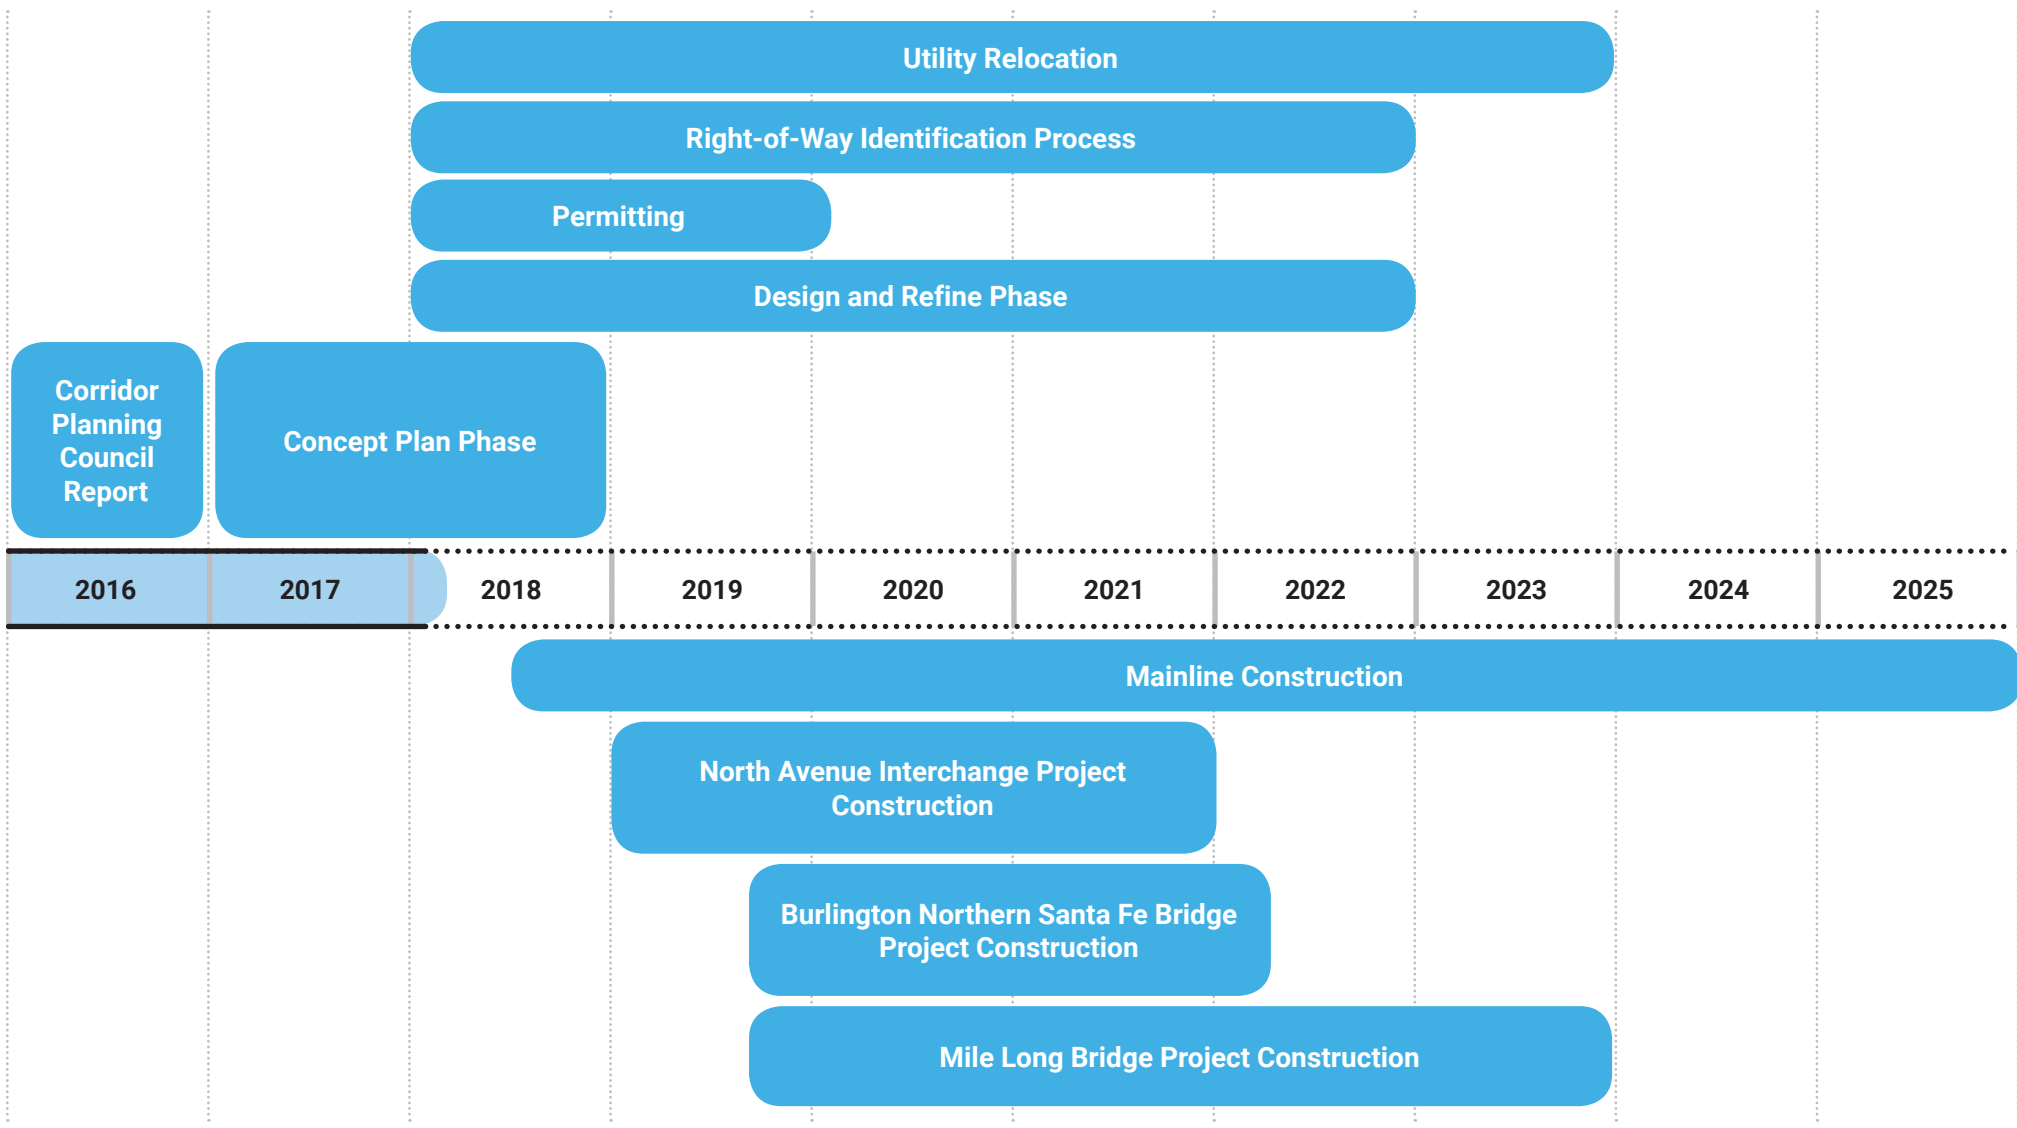 Utility Relocation
Right-of-Way Identification Process
Permitting
Design and Refine Phase
Corridor
Planning
Council
Report
Concept Plan Phase
2016
2017
2018
2019
2020
2021
2022
2023
2024
2025
Mainline Construction
North Avenue Interchange Project
Construction
Burlington Northern Santa Fe Bridge
Project Construction
Mile Long Bridge Project Construction